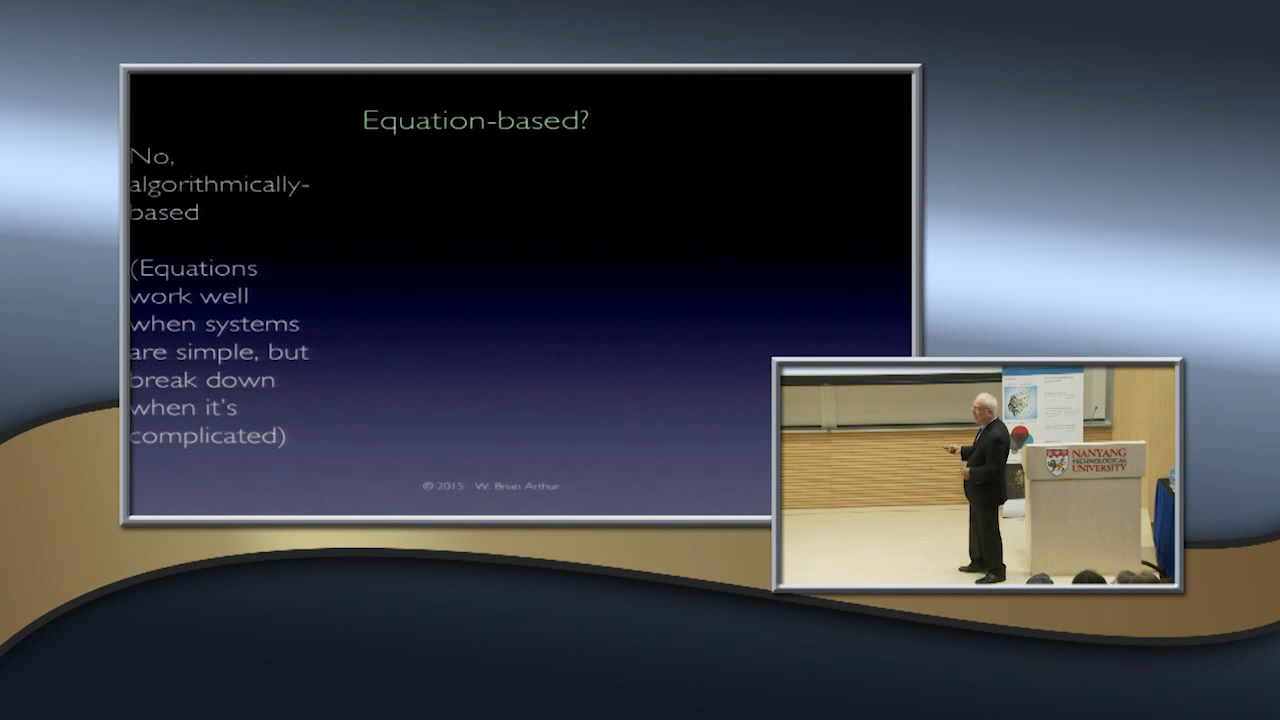 Equation-based?
No,
algorithmically-
based
(Equations
work well
when systems
are simple, but
break down
when it's
complicated)
© 2015 W. Brian Arthur
NANYANG
TECHNOLOGICAL
UNIVERSITY